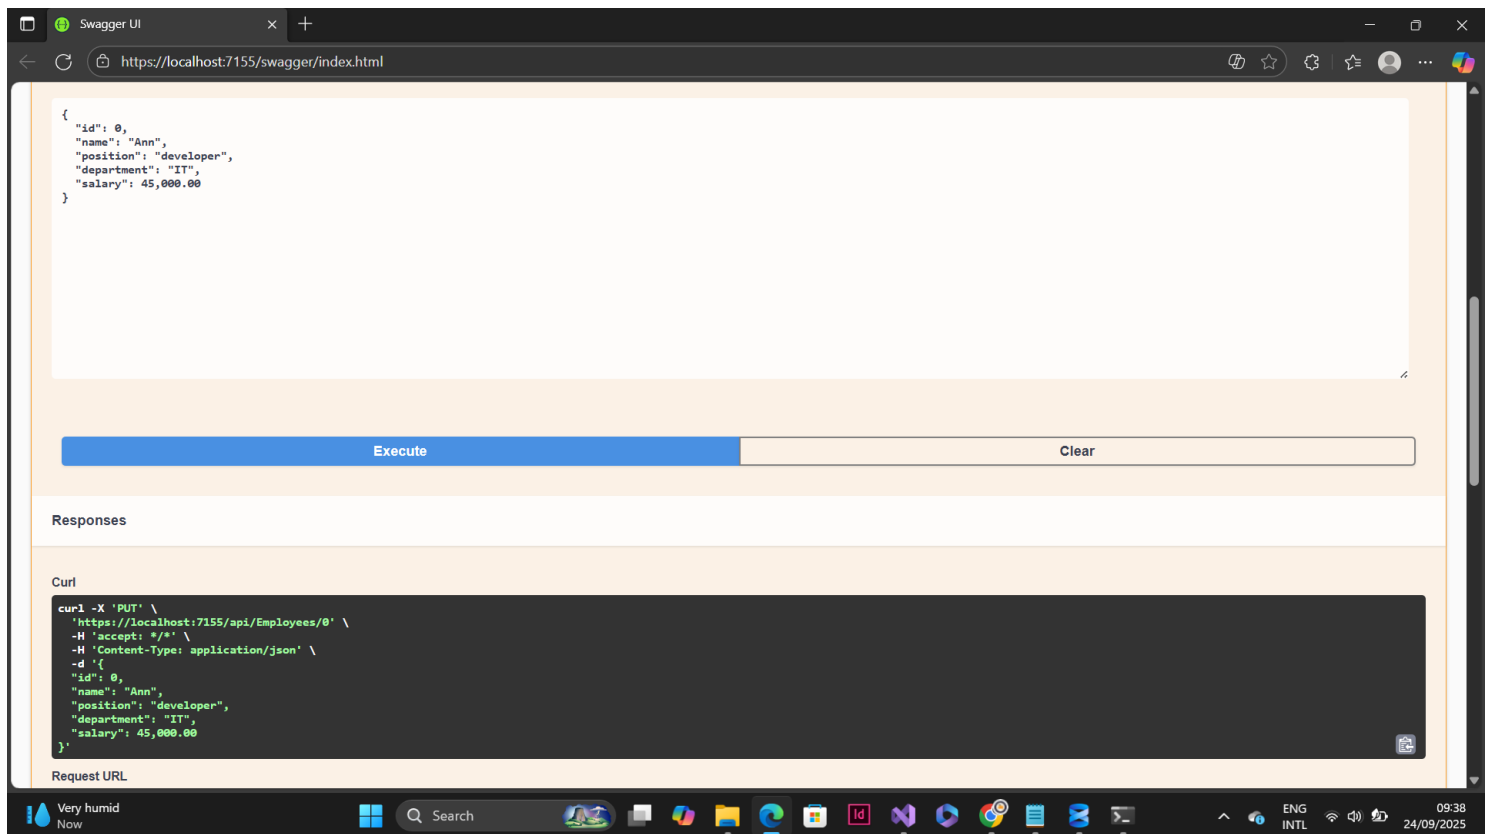 Swagger UI
https://localhost:7155/swagger/index.html
{
"id": 0,
"name": "Ann",
"position": "developer",
"department": "IT",
"salary": 45,000.00
}
Execute
Clear
Responses
Curl
curl -X 'PUT' \
'https://localhost:7155/api/Employees/0' \
-H 'accept: */*' \
-H 'Content-Type: application/json' \
-d '{
"id": 0,
"name": "Ann",
"position": "developer",
"department": "IT",
"salary": 45,000.00
}'
Request URL
Very humid
Now
Search
Id
ENG
INTL
09:38
24/09/2025